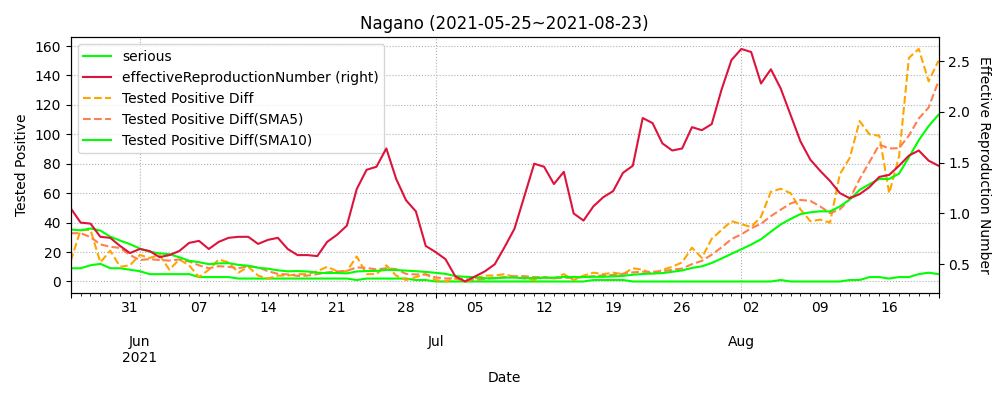 Nagano (2021-05-25~2021-08-23)
serious
effectiveReproductionNumber (right)
Tested Positive Diff
Tested Positive Diff(SMA5)
Tested Positive Diff(SMA10)
Tested Positive
160
140
120
100
80
60
40
20
0
Effective Reproduction Number
2.5
2.0
1.5
1.0
0.5
31 07 14 21 28 05 12 19 26 02 09 16
Jun Jul Aug
2021
Date